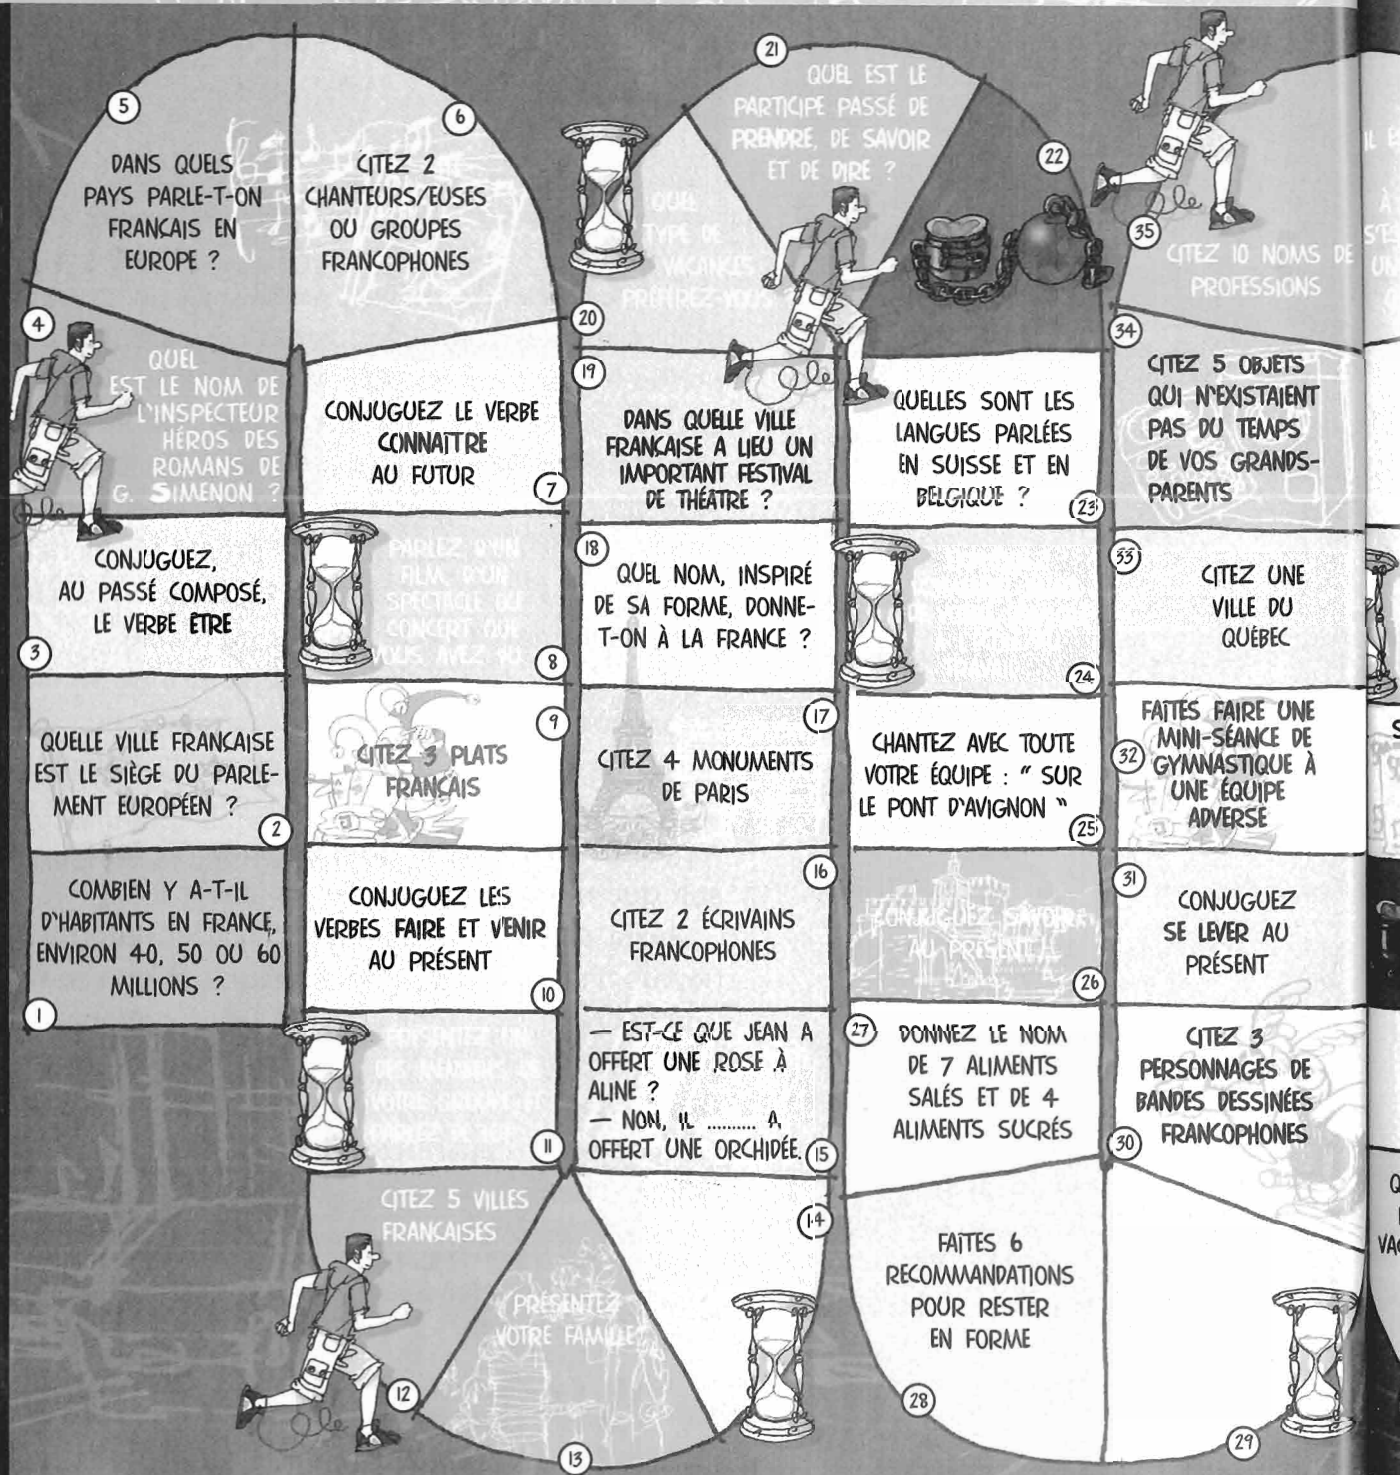 1
COMBIEN Y A-T-IL
D'HABITANTS EN FRANCE,
ENVIRON 40, 50 OU 60
MILLIONS ?
2
QUELLE VILLE FRANÇAISE
EST LE SIÈGE DU PARLE-
MENT EUROPÉEN ?
3
CONJUGUEZ,
AU PASSÉ COMPOSÉ,
LE VERBE ÊTRE
4
QUEL
EST LE NOM DE
L'INSPECTEUR
HÉROS DES
ROMANS DE
G. SIMENON ?
5
DANS QUELS
PAYS PARLE-T-ON
FRANÇAIS EN
EUROPE ?
6
CITEZ 2
CHANTEURS/EUSES
OU GROUPES
FRANCOPHONES
7
CONJUGUEZ LE VERBE
CONNAÎTRE
AU FUTUR
8
PARLEZ D'UN
FILM, D'UN
SPECTACLE OU
CONCERT QUE
VOUS AVEZ VU
9
CITEZ 3 PLATS
FRANÇAIS
10
CONJUGUEZ LES
VERBES FAIRE ET VENIR
AU PRÉSENT
11
12
CITEZ 5 VILLES
FRANÇAISES
13
PRÉSENTEZ
VOTRE FAMILLE
14
15
— EST-CE QUE JEAN A
OFFERT UNE ROSE À
ALINE ?
— NON, IL .......... A
OFFERT UNE ORCHIDÉE.
16
CITEZ 2 ÉCRIVAINS
FRANCOPHONES
17
CITEZ 4 MONUMENTS
DE PARIS
18
QUEL NOM, INSPIRÉ
DE SA FORME, DONNE-
T-ON À LA FRANCE ?
19
DANS QUELLE VILLE
FRANÇAISE A LIEU UN
IMPORTANT FESTIVAL
DE THÉÂTRE ?
20
QUEL
TYPE DE
VACANCES
21
QUEL EST LE
PARTICIPE PASSÉ DE
PRENDRE, DE SAVOIR
ET DE DIRE ?
22
23
QUELLES SONT LES
LANGUES PARLÉES
EN SUISSE ET EN
BELGIQUE ?
24
25
CHANTEZ AVEC TOUTE
VOTRE ÉQUIPE : " SUR
LE PONT D'AVIGNON "
26
CONJUGUEZ SAVOIR
AU PRÉSENT
27
DONNEZ LE NOM
DE 7 ALIMENTS
SALÉS ET DE 4
ALIMENTS SUCRÉS
28
FAITES 6
RECOMMANDATIONS
POUR RESTER
EN FORME
29
30
CITEZ 3
PERSONNAGES DE
BANDES DESSINÉES
FRANCOPHONES
31
CONJUGUEZ
SE LEVER AU
PRÉSENT
32
FAITES FAIRE UNE
MINI-SÉANCE DE
GYMNASTIQUE À
UNE ÉQUIPE
ADVERSE
33
CITEZ UNE
VILLE DU
QUÉBEC
34
CITEZ 5 OBJETS
QUI N'EXISTAIENT
PAS DU TEMPS
DE VOS GRANDS-
PARENTS
35
CITEZ 10 NOMS DE
PROFESSIONS